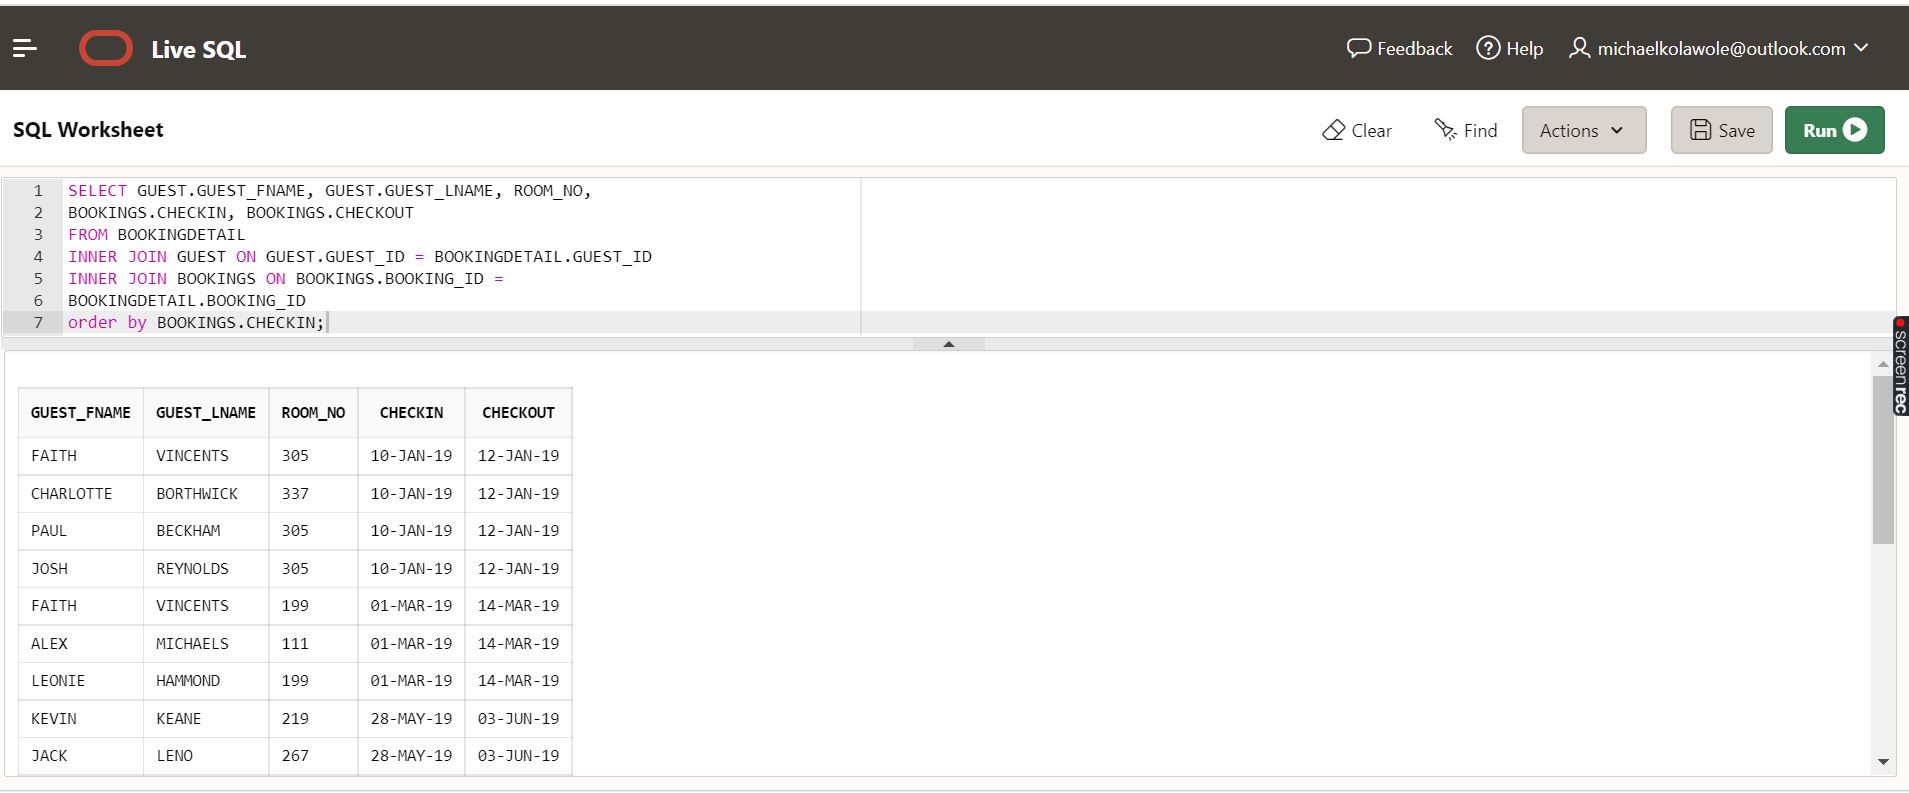 Live SQL
Feedback Help michaelkolawole@outlook.com
SQL Worksheet
Clear Find Actions Save Run
1 SELECT GUEST.GUEST_FNAME, GUEST.GUEST_LNAME, ROOM_NO,
2 BOOKINGS.CHECKIN, BOOKINGS.CHECKOUT
3 FROM BOOKINGDETAIL
4 INNER JOIN GUEST ON GUEST.GUEST_ID = BOOKINGDETAIL.GUEST_ID
5 INNER JOIN BOOKINGS ON BOOKINGS.BOOKING_ID =
6 BOOKINGDETAIL.BOOKING_ID
7 order by BOOKINGS.CHECKIN;
screenrec
GUEST_FNAME GUEST_LNAME ROOM_NO CHECKIN CHECKOUT
FAITH VINCENTS 305 10-JAN-19 12-JAN-19
CHARLOTTE BORTHWICK 337 10-JAN-19 12-JAN-19
PAUL BECKHAM 305 10-JAN-19 12-JAN-19
JOSH REYNOLDS 305 10-JAN-19 12-JAN-19
FAITH VINCENTS 199 01-MAR-19 14-MAR-19
ALEX MICHAELS 111 01-MAR-19 14-MAR-19
LEONIE HAMMOND 199 01-MAR-19 14-MAR-19
KEVIN KEANE 219 28-MAY-19 03-JUN-19
JACK LENO 267 28-MAY-19 03-JUN-19